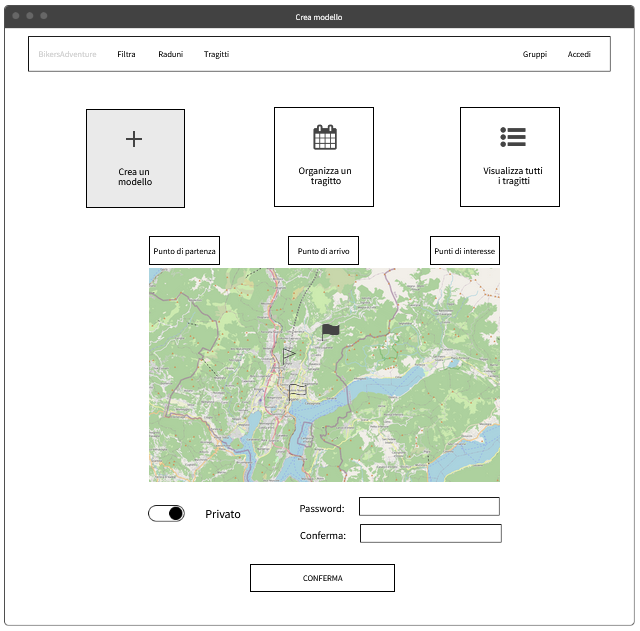 Crea modello
BikersAdventure Filtra Raduni Tragitti Gruppi Accedi
Crea un
modello
Organizza un
tragitto
Visualizza tutti
i tragitti
Punto di partenza Punto di arrivo Punti di interesse
Privato
Password:
Conferma:
CONFERMA